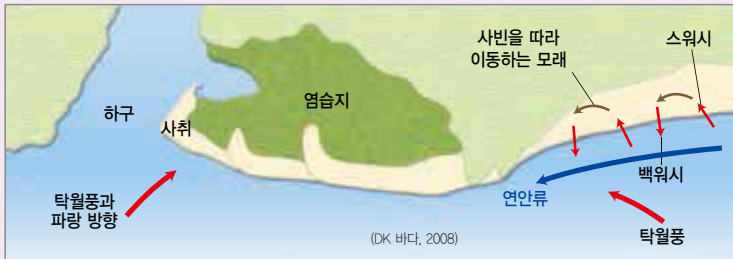 사빈을 따라
이동하는 모래
스워시
염습지
하구
사취
백워시
탁월풍과
파랑 방향
연안류
(DK 바다, 2008)
탁월풍